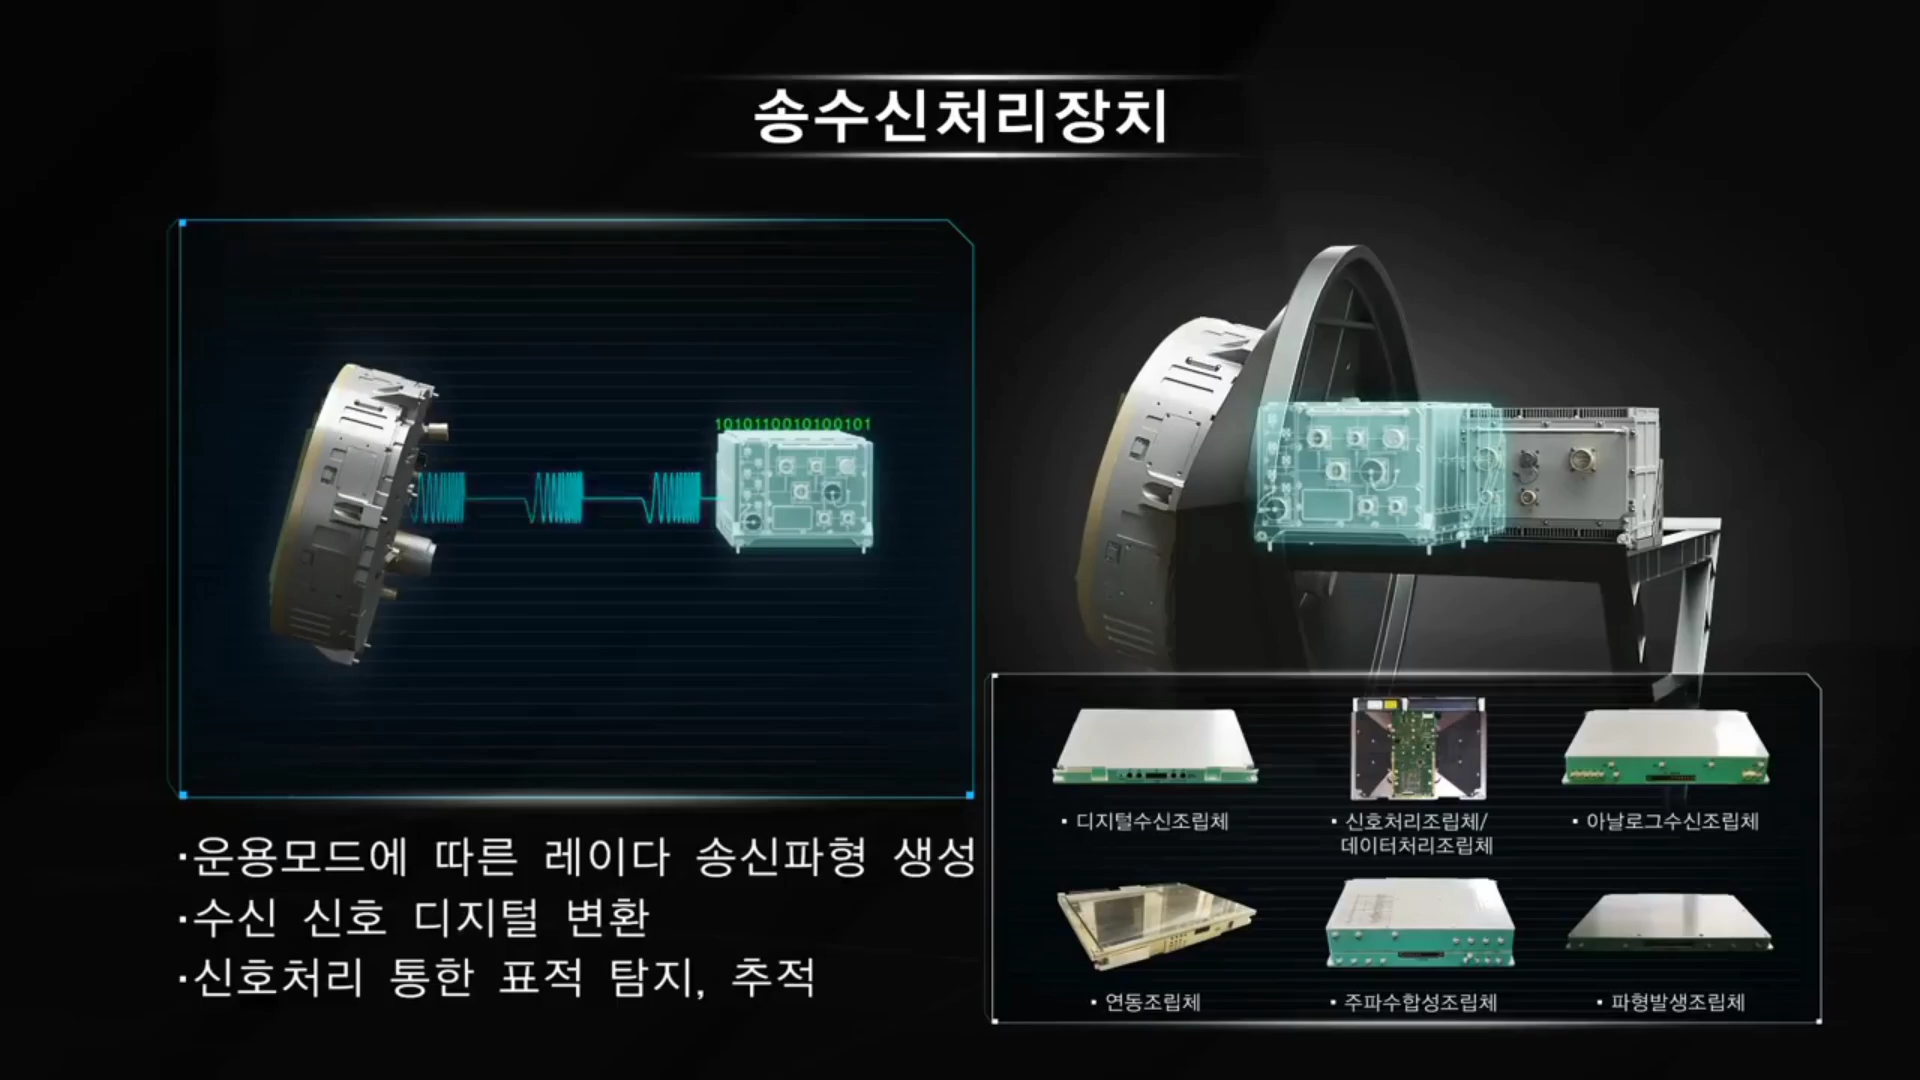 송수신처리장치
1010110010100101
·운용모드에 따른 레이다 송신파형 생성
·수신 신호 디지털 변환
·신호처리 통한 표적 탐지, 추적
▪ 디지털수신조립체
▪ 신호처리조립체/
데이터처리조립체
▪ 아날로그수신조립체
▪ 연동조립체
▪ 주파수합성조립체
▪ 파형발생조립체